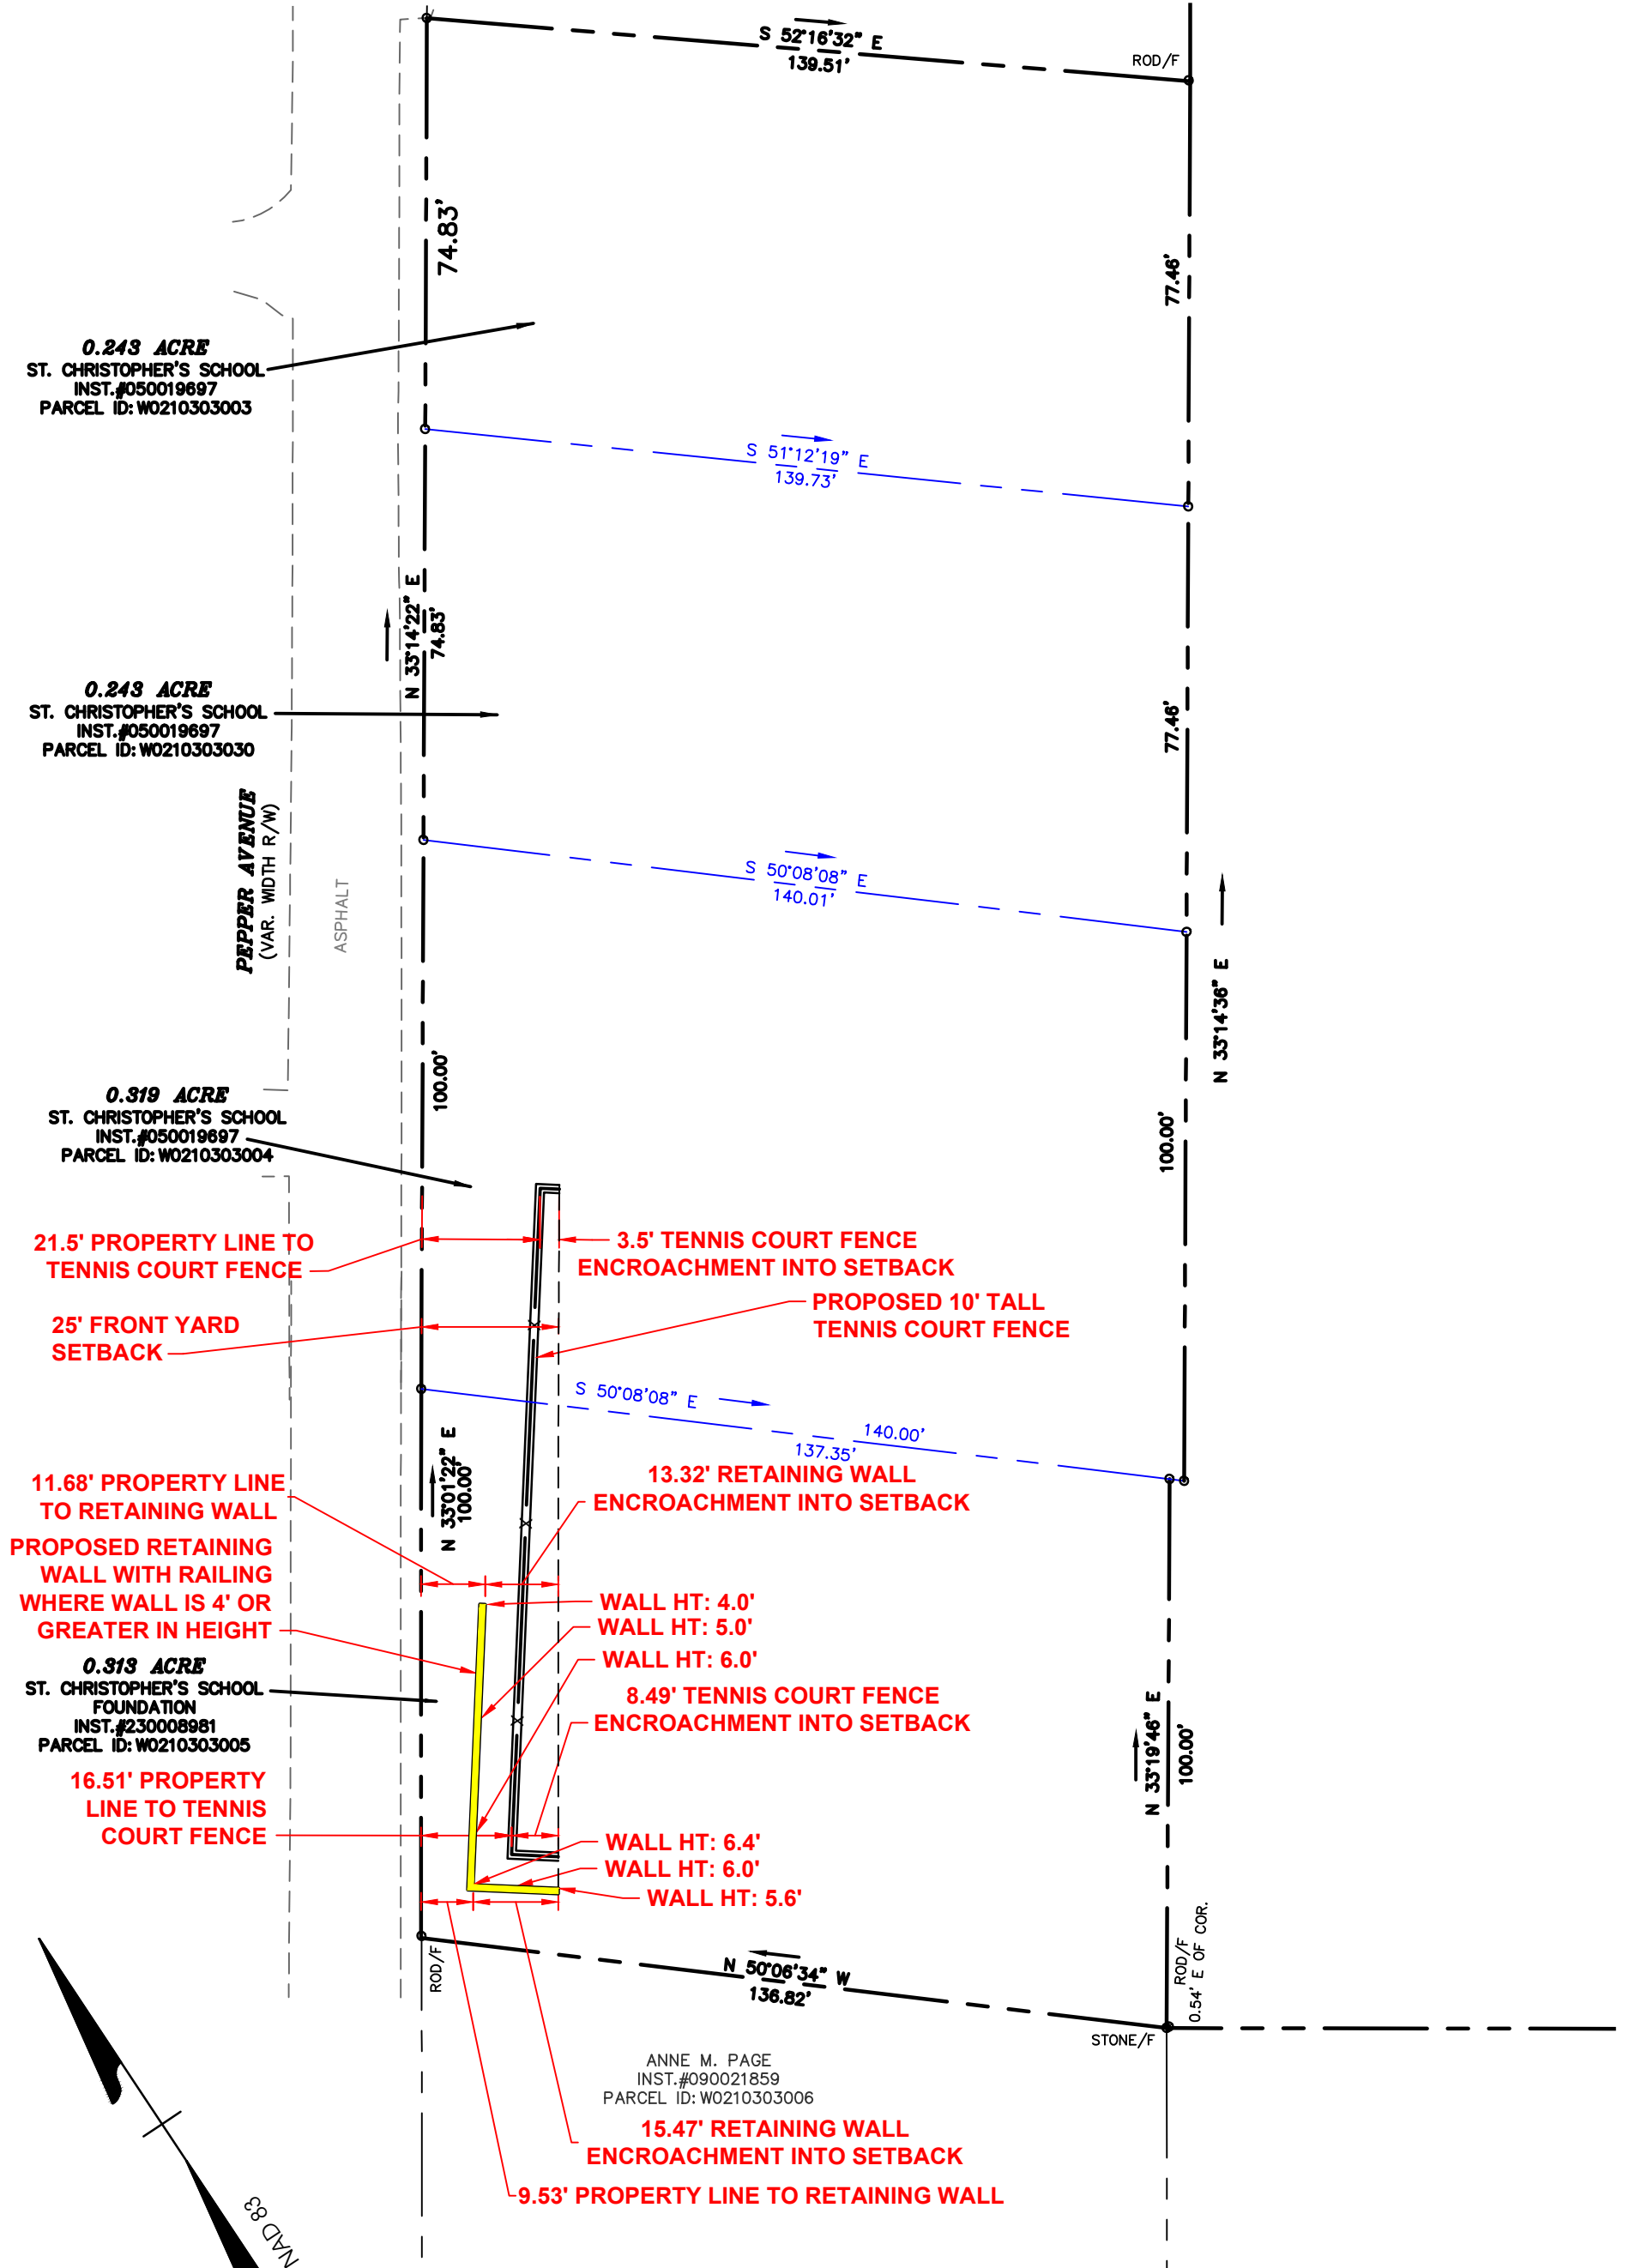 S 52°16'32" E
139.51'
ROD/F
74.83'
77.46'
0.243 ACRE
ST. CHRISTOPHER'S SCHOOL
INST.#050019697
PARCEL ID: W0210303003
S 51°12'19" E
139.73'
N 33°14'22" E
74.83'
0.243 ACRE
ST. CHRISTOPHER'S SCHOOL
INST.#050019697
PARCEL ID: W0210303030
77.46'
PEPPER AVENUE
(VAR. WIDTH R/W)
ASPHALT
S 50°08'08" E
140.01'
N 33°14'36" E
100.00'
100.00'
0.319 ACRE
ST. CHRISTOPHER'S SCHOOL
INST.#050019697
PARCEL ID: W0210303004
21.5' PROPERTY LINE TO
TENNIS COURT FENCE
3.5' TENNIS COURT FENCE
ENCROACHMENT INTO SETBACK
25' FRONT YARD
SETBACK
PROPOSED 10' TALL
TENNIS COURT FENCE
S 50°08'08" E
140.00'
137.35'
N 33°01'22" E
100.00'
11.68' PROPERTY LINE
TO RETAINING WALL
13.32' RETAINING WALL
ENCROACHMENT INTO SETBACK
PROPOSED RETAINING
WALL WITH RAILING
WHERE WALL IS 4' OR
GREATER IN HEIGHT
WALL HT: 4.0'
WALL HT: 5.0'
WALL HT: 6.0'
0.313 ACRE
ST. CHRISTOPHER'S SCHOOL
FOUNDATION
INST.#230008981
PARCEL ID: W0210303005
8.49' TENNIS COURT FENCE
ENCROACHMENT INTO SETBACK
N 33°19'46" E
100.00'
16.51' PROPERTY
LINE TO TENNIS
COURT FENCE
WALL HT: 6.4'
WALL HT: 6.0'
WALL HT: 5.6'
ROD/F
N 50°06'34" W
136.82'
ROD/F
0.54' E OF COR.
STONE/F
ANNE M. PAGE
INST.#090021859
PARCEL ID: W0210303006
15.47' RETAINING WALL
ENCROACHMENT INTO SETBACK
9.53' PROPERTY LINE TO RETAINING WALL
NAD 83